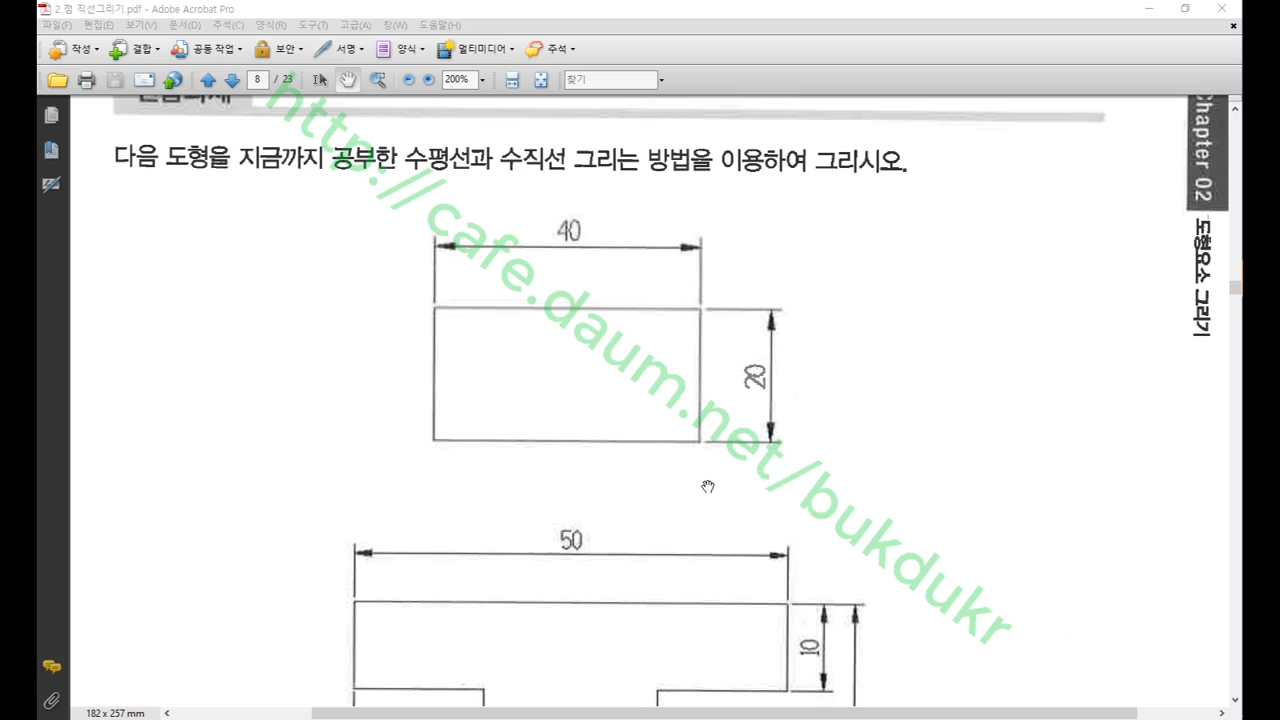 2 점 직선그리기.pdf - Adobe Acrobat Pro
파일(F) 편집(E) 보기(V) 문서(D) 주석(C) 양식(R) 도구(T) 고급(A) 창(W) 도움말(H)
작성 결합 공동 작업 보안 서명 양식 멀티미디어 주석
8 / 23 200% 찾기
다음 도형을 지금까지 공부한 수평선과 수직선 그리는 방법을 이용하여 그리시오.
Chapter 02 도형요소 그리기
40
20
50
10
http://cafe.daum.net/bukdukr
182 x 257 mm